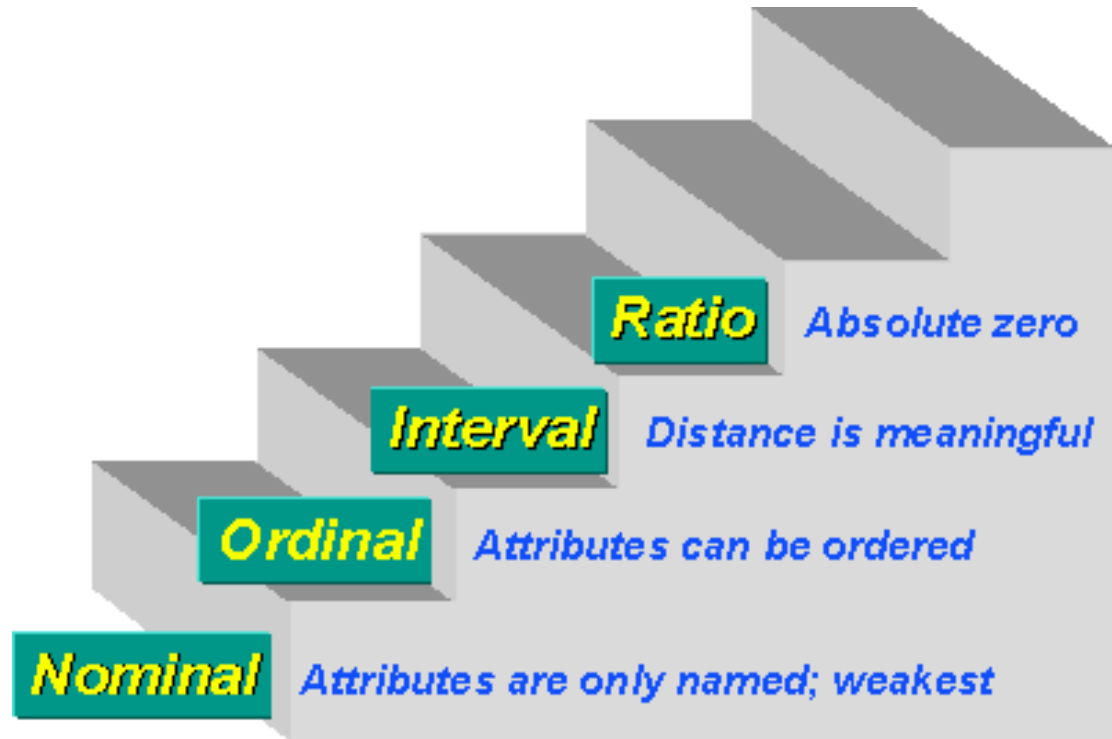 Ratio Absolute zero
Interval Distance is meaningful
Ordinal Attributes can be ordered
Nominal Attributes are only named; weakest